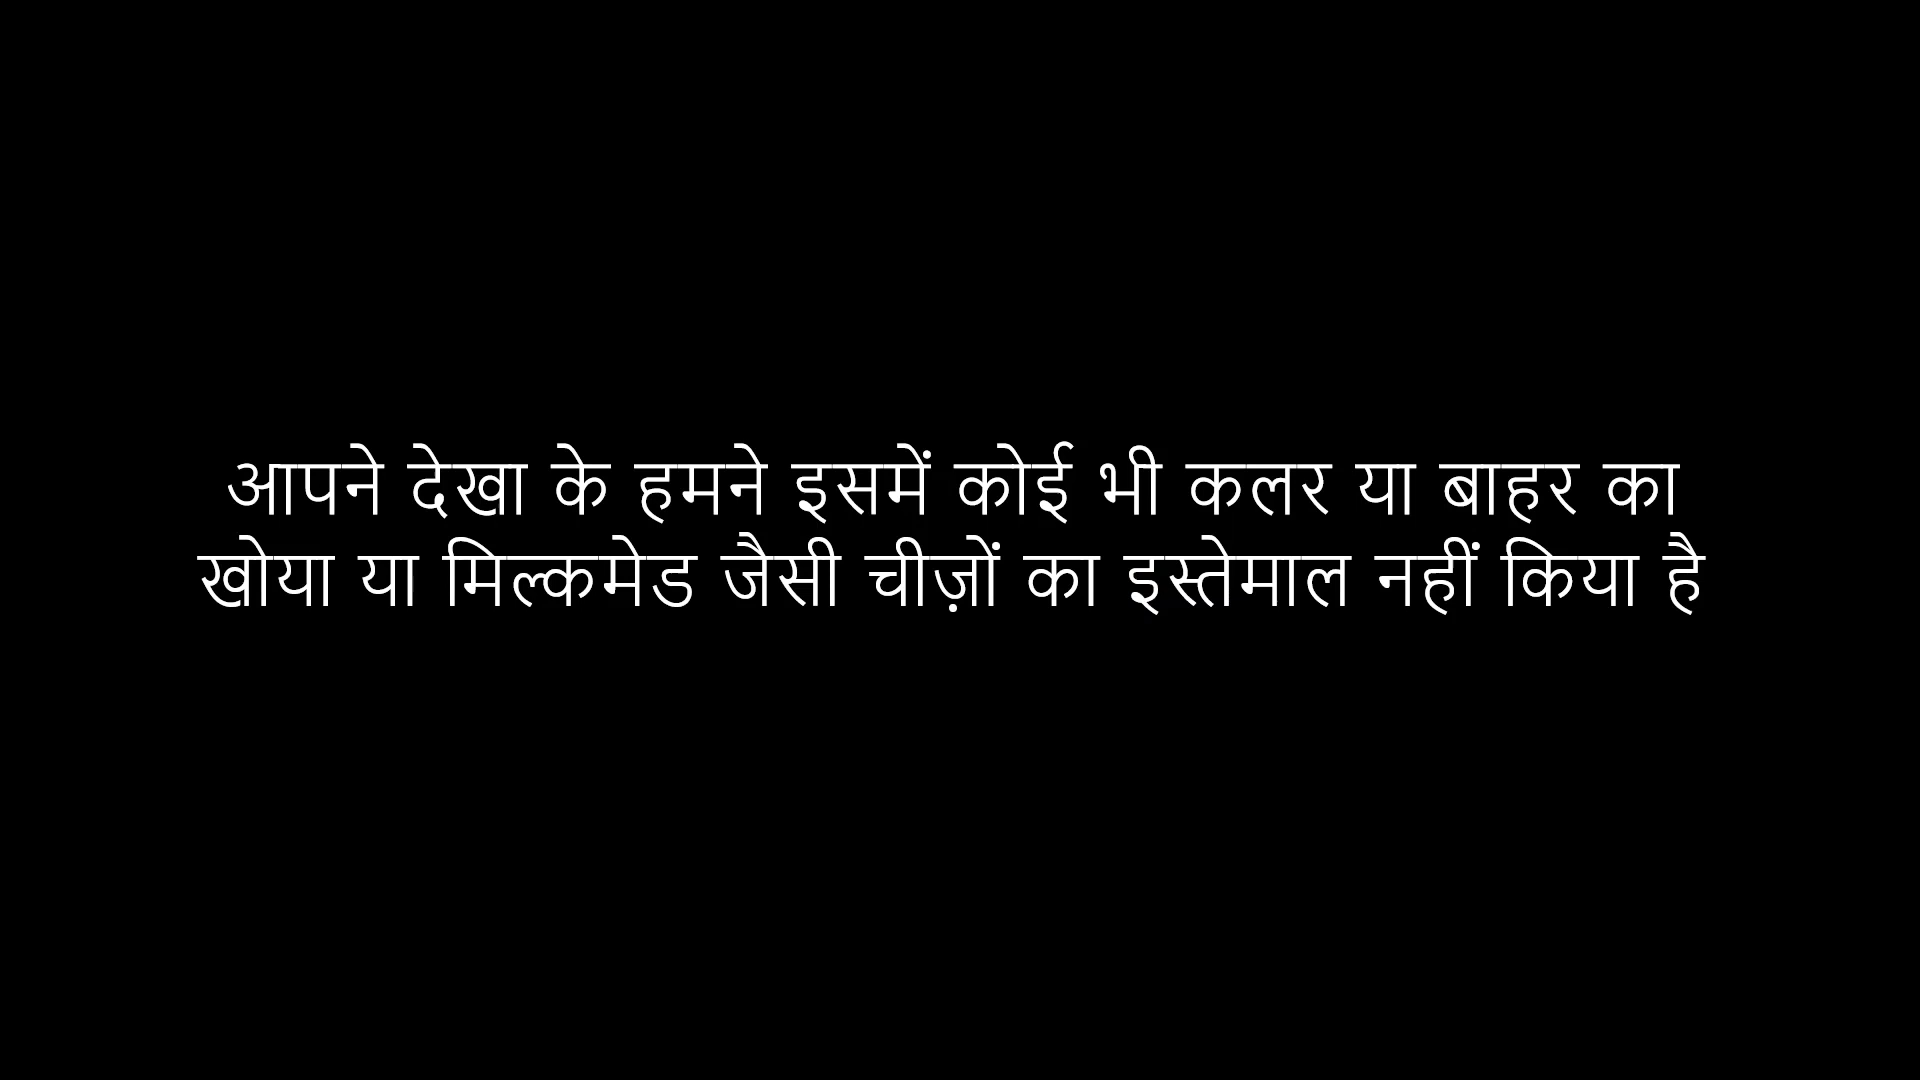 आपने देखा के हमने इसमें कोई भी कलर या बाहर का
खोया या मिल्कमेड जैसी चीज़ों का इस्तेमाल नहीं किया है